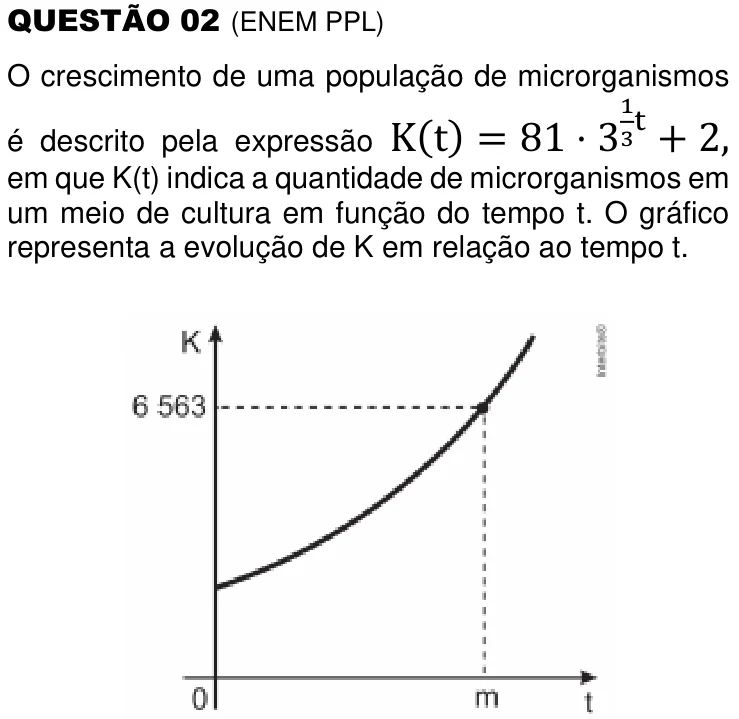 QUESTÃO 02 (ENEM PPL)
O crescimento de uma população de microrganismos
é descrito pela expressão K(t) = 81 · 3^{\frac{1}{3}t} + 2,
em que K(t) indica a quantidade de microrganismos em
um meio de cultura em função do tempo t. O gráfico
representa a evolução de K em relação ao tempo t.
K
Interbits©
6 563
0
m
t